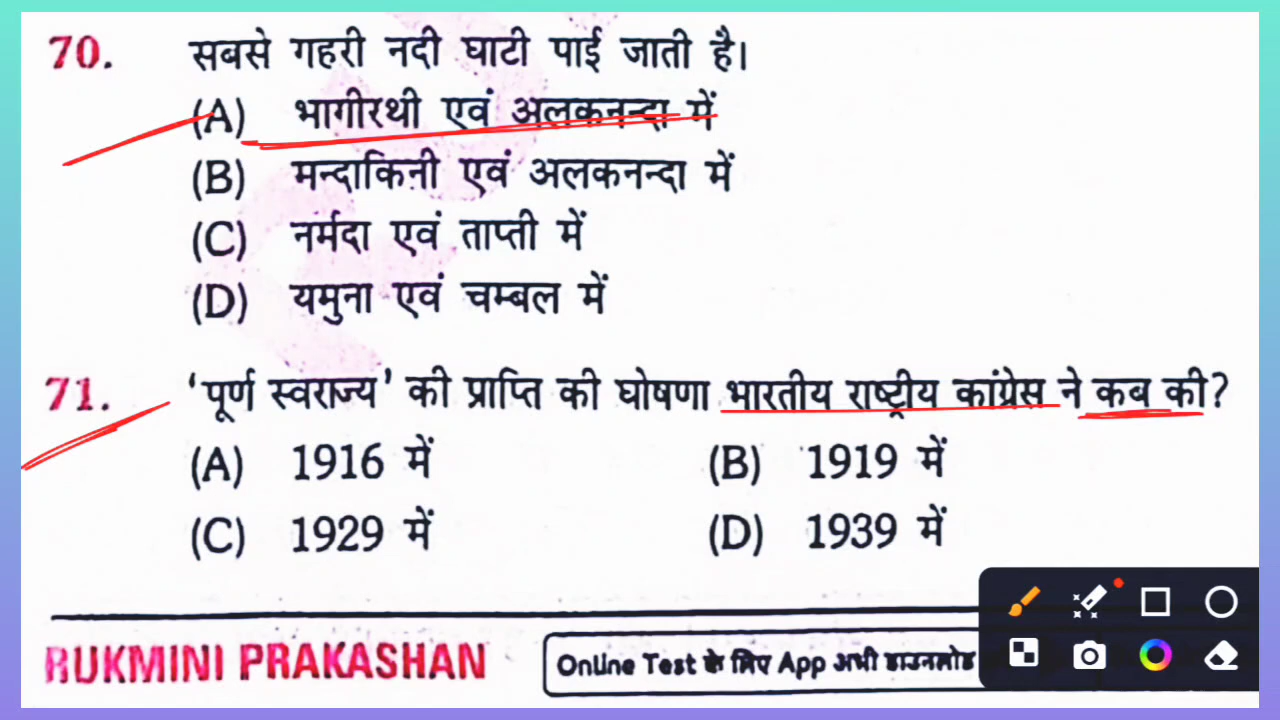 70. सबसे गहरी नदी घाटी पाई जाती है।
(A) भागीरथी एवं अलकनन्दा में
(B) मन्दाकिनी एवं अलकनन्दा में
(C) नर्मदा एवं ताप्ती में
(D) यमुना एवं चम्बल में
71. 'पूर्ण स्वराज्य' की प्राप्ति की घोषणा भारतीय राष्ट्रीय कांग्रेस ने कब की?
(A) 1916 में (B) 1919 में
(C) 1929 में (D) 1939 में
RUKMINI PRAKASHAN
Online Test के लिए App अभी डाउनलोड